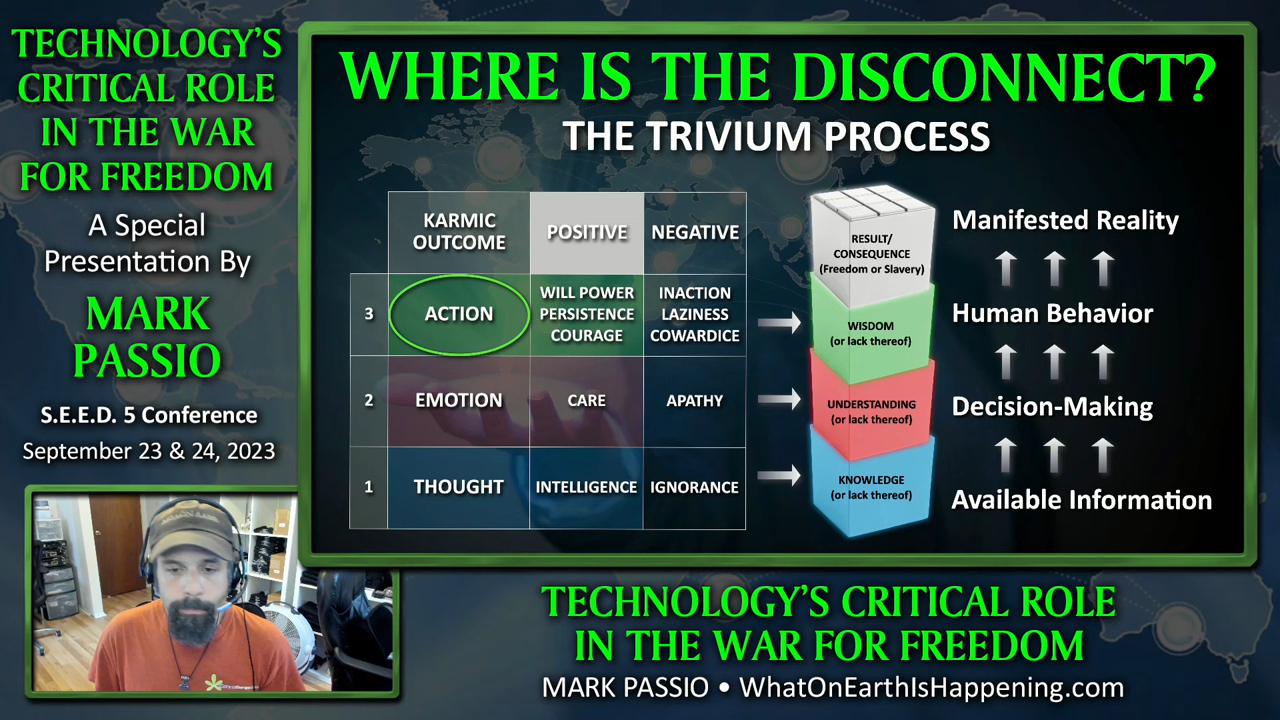 TECHNOLOGY'S
CRITICAL ROLE
IN THE WAR
FOR FREEDOM
A Special
Presentation By
MARK
PASSIO
S.E.E.D. 5 Conference
September 23 & 24, 2023
WHERE IS THE DISCONNECT?
THE TRIVIUM PROCESS
KARMIC
OUTCOME
POSITIVE
NEGATIVE
3
ACTION
WILL POWER
PERSISTENCE
COURAGE
INACTION
LAZINESS
COWARDICE
2
EMOTION
CARE
APATHY
1
THOUGHT
INTELLIGENCE
IGNORANCE
RESULT/
CONSEQUENCE
(Freedom or Slavery)
WISDOM
(or lack thereof)
UNDERSTANDING
(or lack thereof)
KNOWLEDGE
(or lack thereof)
Manifested Reality
Human Behavior
Decision-Making
Available Information
TECHNOLOGY'S CRITICAL ROLE
IN THE WAR FOR FREEDOM
MARK PASSIO • WhatOnEarthIsHappening.com